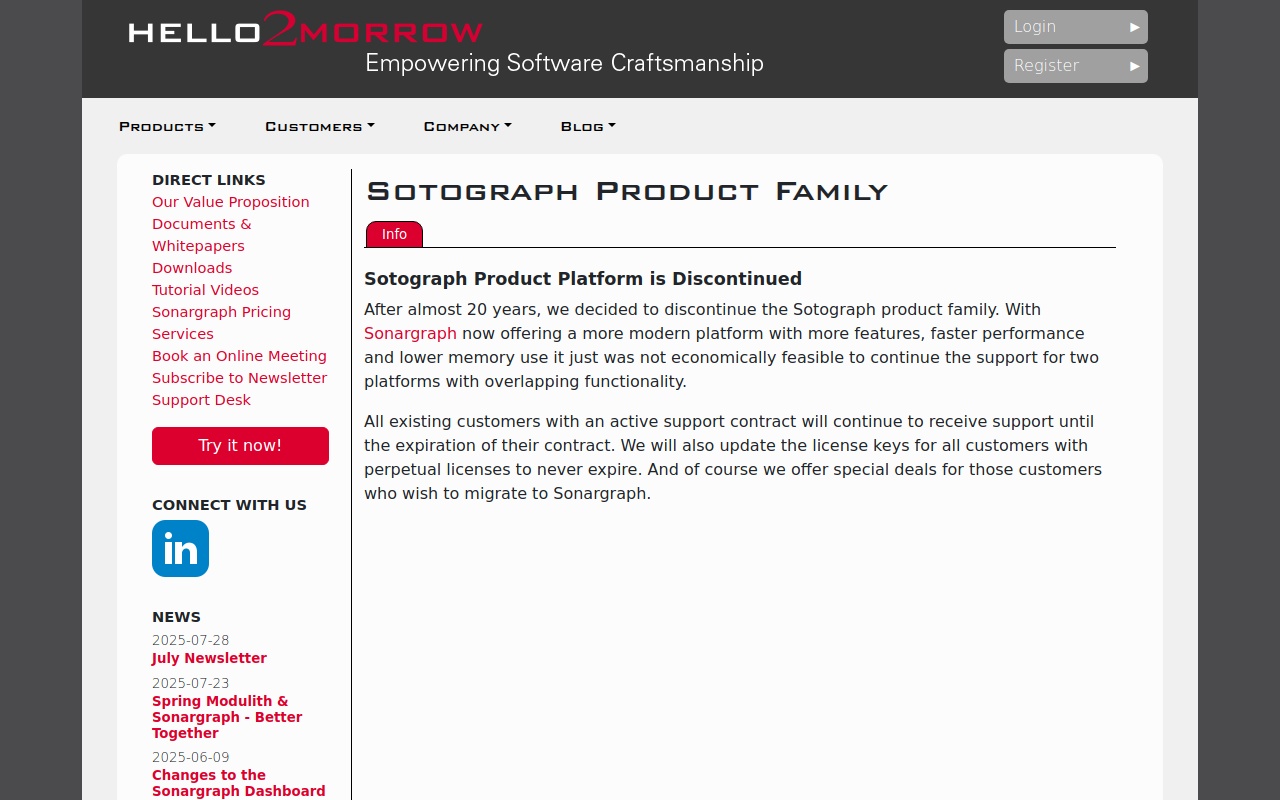 HELLO2MORROW
Empowering Software Craftsmanship
Login ▶
Register ▶
Products
Customers
Company
Blog
DIRECT LINKS
Our Value Proposition
Documents &
Whitepapers
Downloads
Tutorial Videos
Sonargraph Pricing
Services
Book an Online Meeting
Subscribe to Newsletter
Support Desk
Try it now!
CONNECT WITH US
in
NEWS
2025-07-28
July Newsletter
2025-07-23
Spring Modulith &
Sonargraph - Better
Together
2025-06-09
Changes to the
Sonargraph Dashboard
Sotograph Product Family
Info
Sotograph Product Platform is Discontinued
After almost 20 years, we decided to discontinue the Sotograph product family. With
Sonargraph now offering a more modern platform with more features, faster performance
and lower memory use it just was not economically feasible to continue the support for two
platforms with overlapping functionality.
All existing customers with an active support contract will continue to receive support until
the expiration of their contract. We will also update the license keys for all customers with
perpetual licenses to never expire. And of course we offer special deals for those customers
who wish to migrate to Sonargraph.